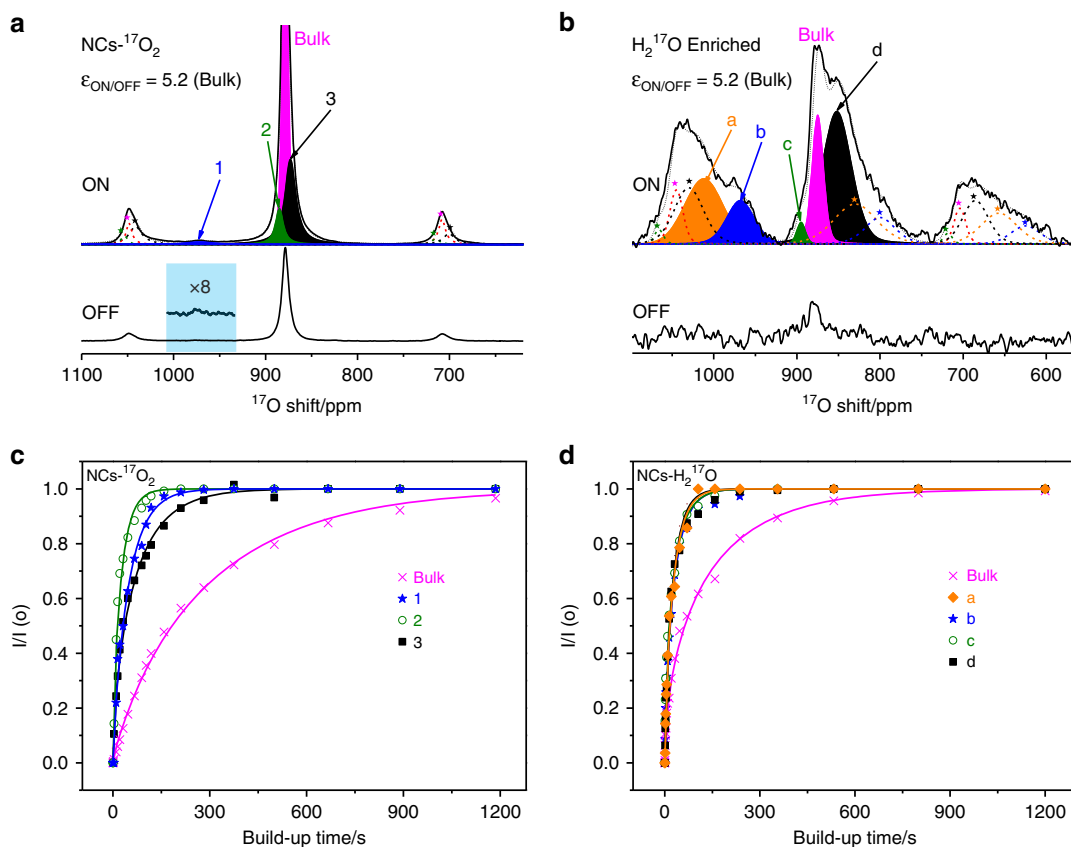 a
NCs-¹⁷O₂
εON/OFF = 5.2 (Bulk)
Bulk
3
2
1
ON
×8
OFF
1100 1000 900 800 700
¹⁷O shift/ppm
b
H₂¹⁷O Enriched
εON/OFF = 5.2 (Bulk)
Bulk
d
a
b
c
ON
OFF
1000 900 800 700 600
¹⁷O shift/ppm
c
NCs-¹⁷O₂
I/I (o)
1.0
0.8
0.6
0.4
0.2
0.0
Bulk
1
2
3
0 300 600 900 1200
Build-up time/s
d
NCs-H₂¹⁷O
I/I (o)
1.0
0.8
0.6
0.4
0.2
0.0
Bulk
a
b
c
d
0 300 600 900 1200
Build-up time/s